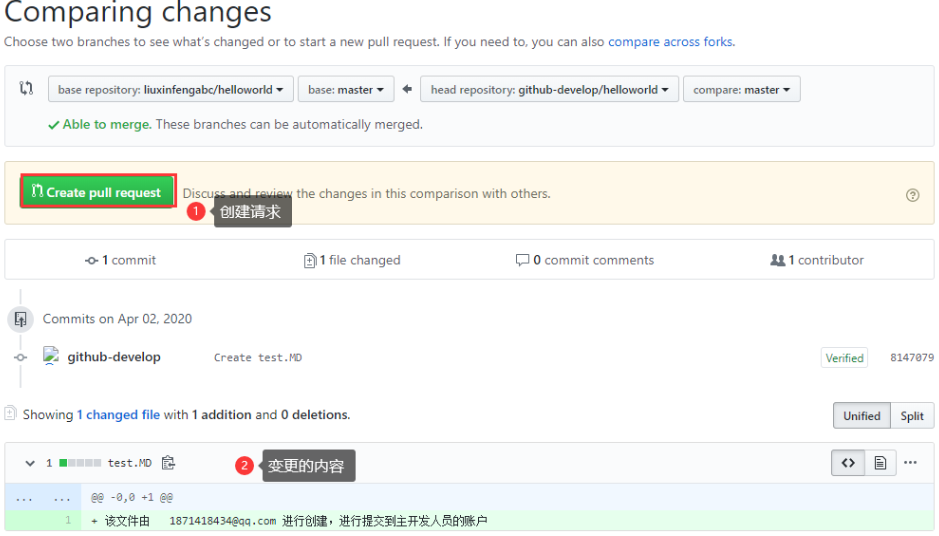 Comparing changes
Choose two branches to see what's changed or to start a new pull request. If you need to, you can also compare across forks.
base repository: liuxinfengabc/helloworld base: master head repository: github-develop/helloworld compare: master
Able to merge. These branches can be automatically merged.
Create pull request Discuss and review the changes in this comparison with others.
1 创建请求
1 commit 1 file changed 0 commit comments 1 contributor
Commits on Apr 02, 2020
github-develop Create test.MD Verified 8147079
Showing 1 changed file with 1 addition and 0 deletions. Unified Split
1 test.MD 2 变更的内容 <> ...
... ... @@ -0,0 +1 @@
1 + 该文件由 1871418434@qq.com 进行创建，进行提交到主开发人员的账户